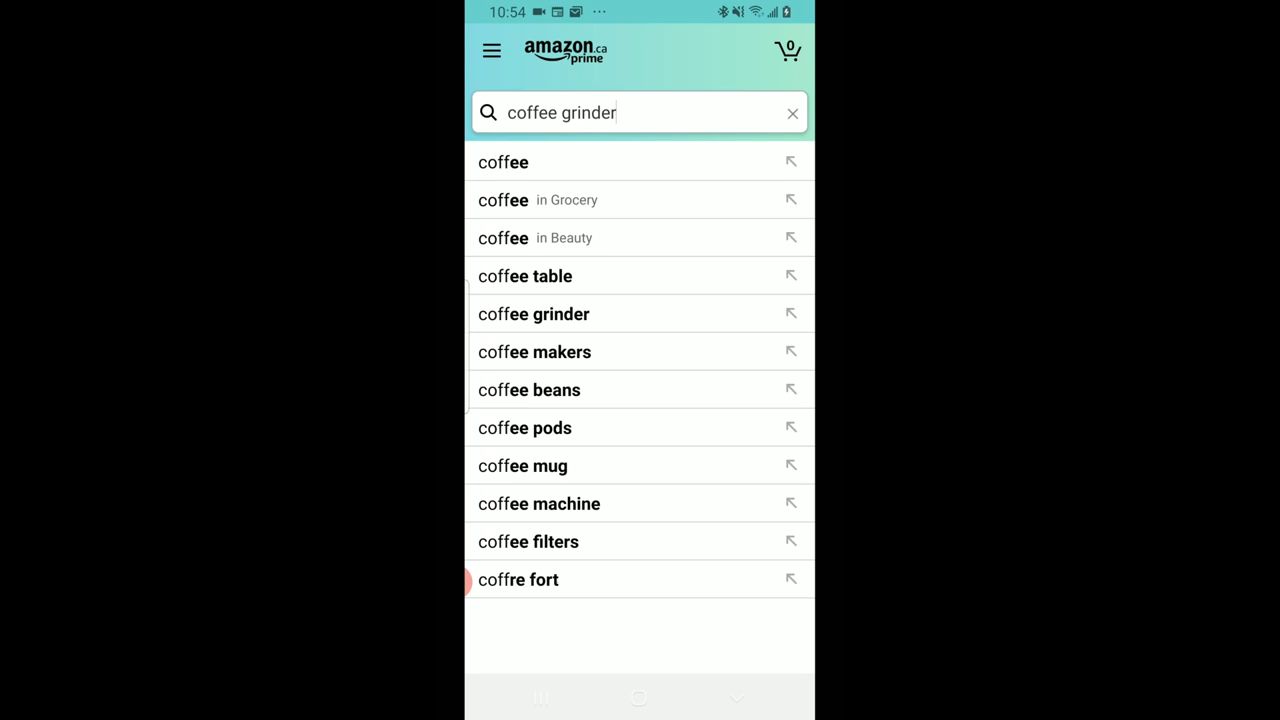 10:54
amazon.ca
prime
0
coffee grinder
coffee
coffee in Grocery
coffee in Beauty
coffee table
coffee grinder
coffee makers
coffee beans
coffee pods
coffee mug
coffee machine
coffee filters
coffre fort